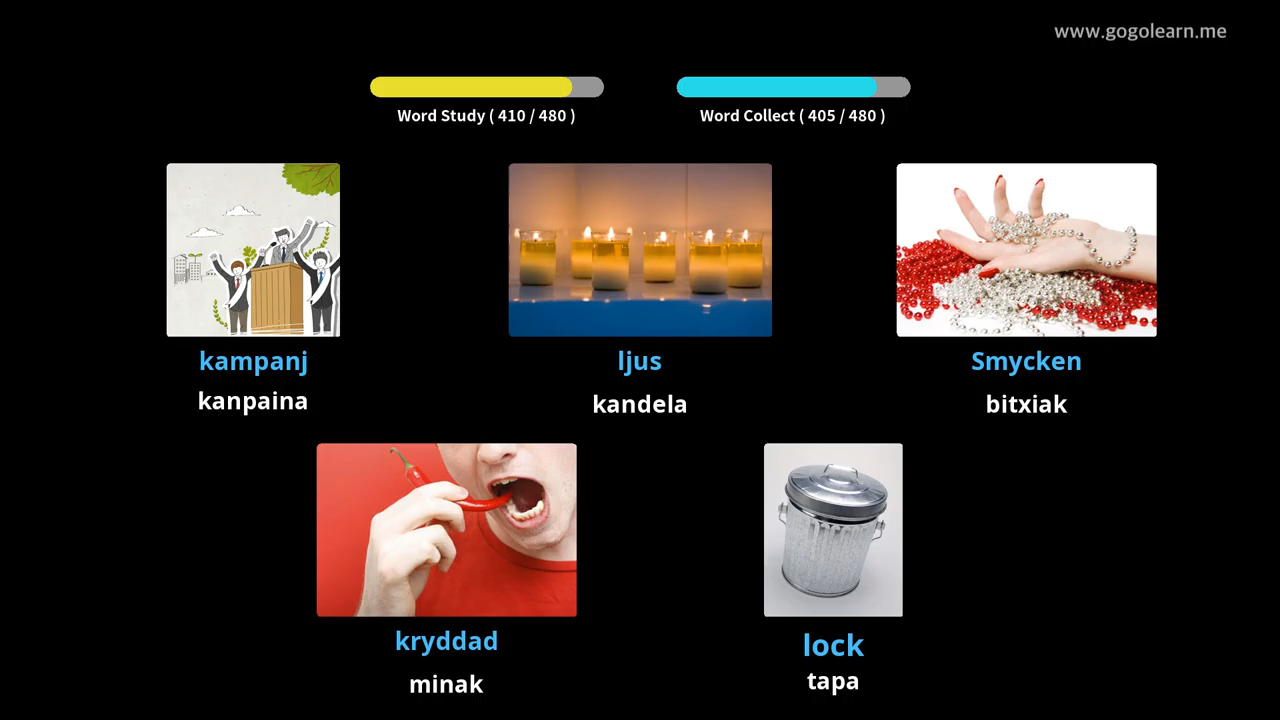 www.gogolearn.me
Word Study ( 410 / 480 )
Word Collect ( 405 / 480 )
kampanj
kanpaina
ljus
kandela
Smycken
bitxiak
kryddad
minak
lock
tapa